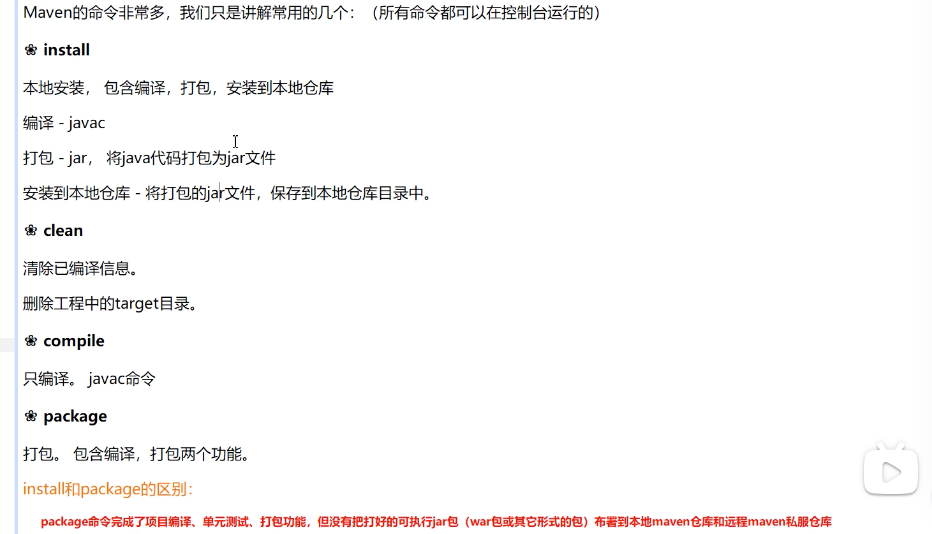 Maven的命令非常多，我们只是讲解常用的几个：（所有命令都可以在控制台运行的）
❀ install
本地安装， 包含编译，打包，安装到本地仓库
编译 - javac
打包 - jar， 将java代码打包为jar文件
安装到本地仓库 - 将打包的jar文件，保存到本地仓库目录中。
❀ clean
清除已编译信息。
删除工程中的target目录。
❀ compile
只编译。 javac命令
❀ package
打包。 包含编译，打包两个功能。
install和package的区别：
package命令完成了项目编译、单元测试、打包功能，但没有把打好的可执行jar包（war包或其它形式的包）布署到本地maven仓库和远程maven私服仓库